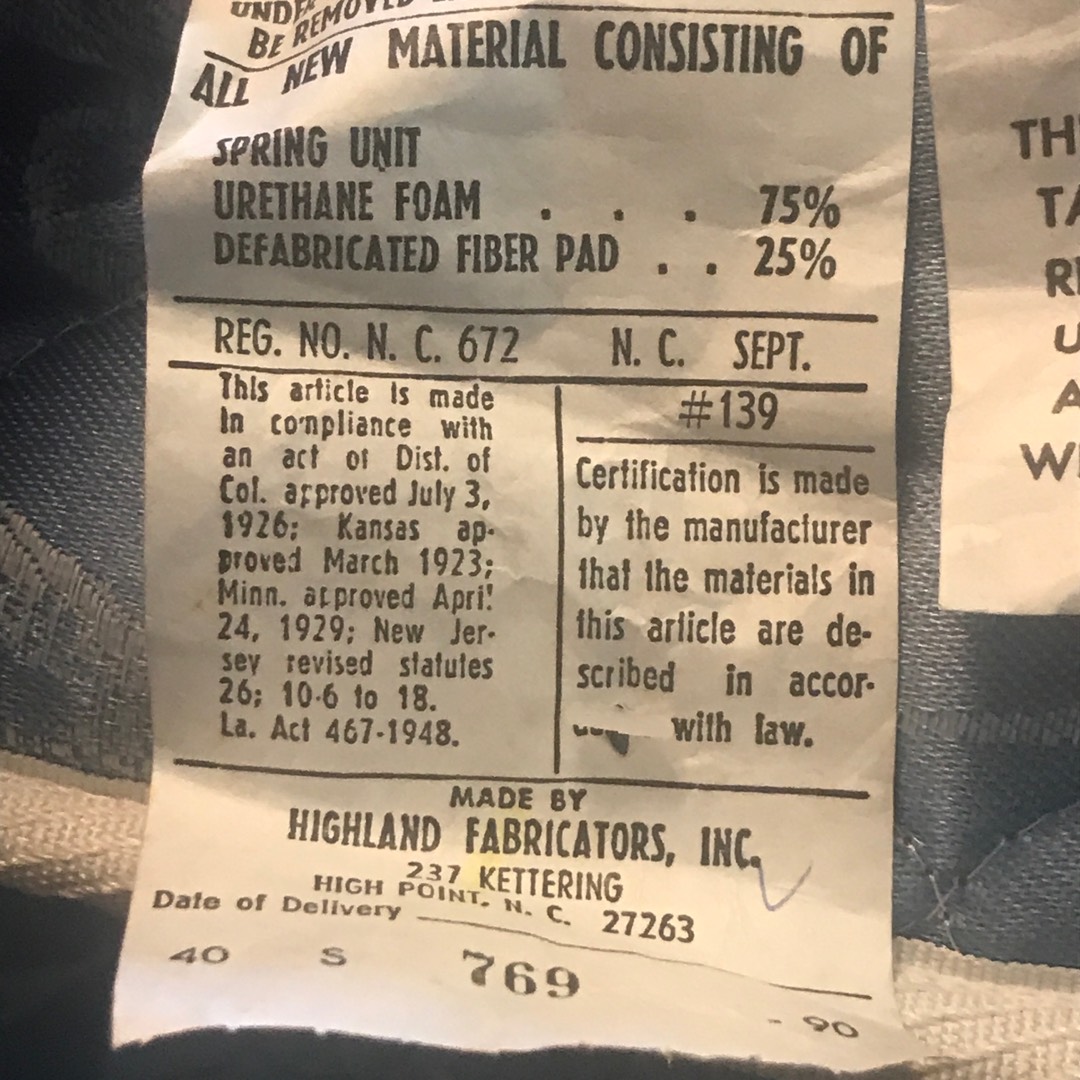 BE REMOVED
ALL NEW MATERIAL CONSISTING OF
SPRING UNIT
URETHANE FOAM . . . 75%
DEFABRICATED FIBER PAD . . 25%
REG. NO. N. C. 672 N. C. SEPT.
This article is made
in compliance with
an act of Dist. of
Col. approved July 3,
1926; Kansas ap-
proved March 1923;
Minn. approved April
24, 1929; New Jer-
sey revised statutes
26; 10-6 to 18.
La. Act 467-1948.
#139
Certification is made
by the manufacturer
that the materials in
this article are de-
scribed in accor-
with law.
MADE BY
HIGHLAND FABRICATORS, INC.
237 KETTERING
HIGH POINT, N. C. 27263
Date of Delivery
40 S 769
- 90
TH
TA
U
A